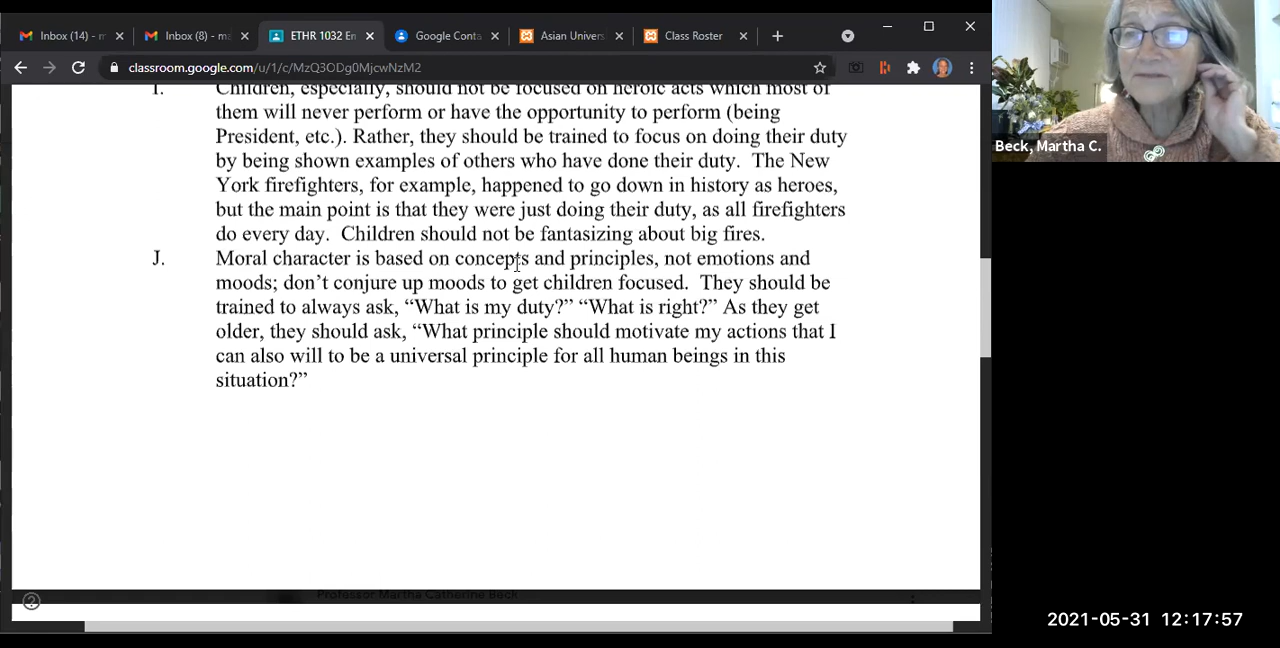 Inbox (14) - m
Inbox (8) - ma
ETHR 1032 En
Google Conta
Asian Univers
Class Roster
classroom.google.com/u/1/c/MzQ3ODg0MjcwNzM2
I. Children, especially, should not be focused on heroic acts which most of
them will never perform or have the opportunity to perform (being
President, etc.). Rather, they should be trained to focus on doing their duty
by being shown examples of others who have done their duty. The New
York firefighters, for example, happened to go down in history as heroes,
but the main point is that they were just doing their duty, as all firefighters
do every day. Children should not be fantasizing about big fires.
J. Moral character is based on concepts and principles, not emotions and
moods; don’t conjure up moods to get children focused. They should be
trained to always ask, “What is my duty?” “What is right?” As they get
older, they should ask, “What principle should motivate my actions that I
can also will to be a universal principle for all human beings in this
situation?”
Professor Martha Catherine Beck
Beck, Martha C.
2021-05-31 12:17:57